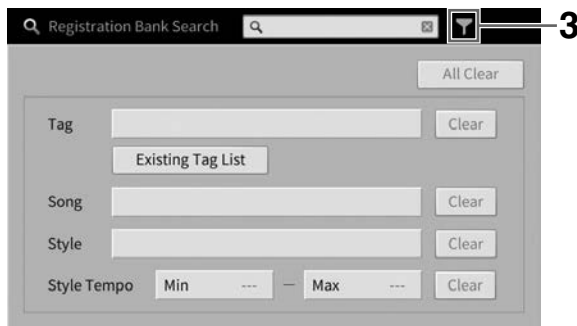 Registration Bank Search 3
All Clear
Tag Clear
Existing Tag List
Song Clear
Style Clear
Style Tempo Min --- — Max --- Clear